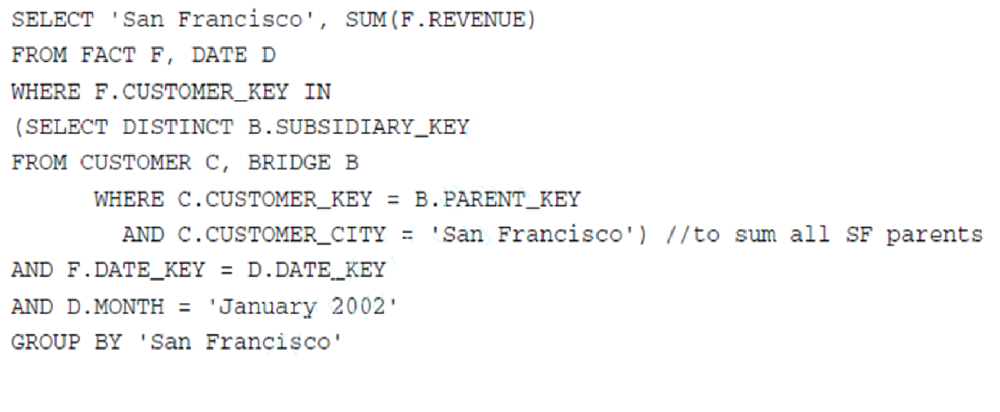 SELECT 'San Francisco', SUM(F.REVENUE)
FROM FACT F, DATE D
WHERE F.CUSTOMER_KEY IN
(SELECT DISTINCT B.SUBSIDIARY_KEY
FROM CUSTOMER C, BRIDGE B
WHERE C.CUSTOMER_KEY = B.PARENT_KEY
AND C.CUSTOMER_CITY = 'San Francisco') //to sum all SF parents
AND F.DATE_KEY = D.DATE_KEY
AND D.MONTH = 'January 2002'
GROUP BY 'San Francisco'